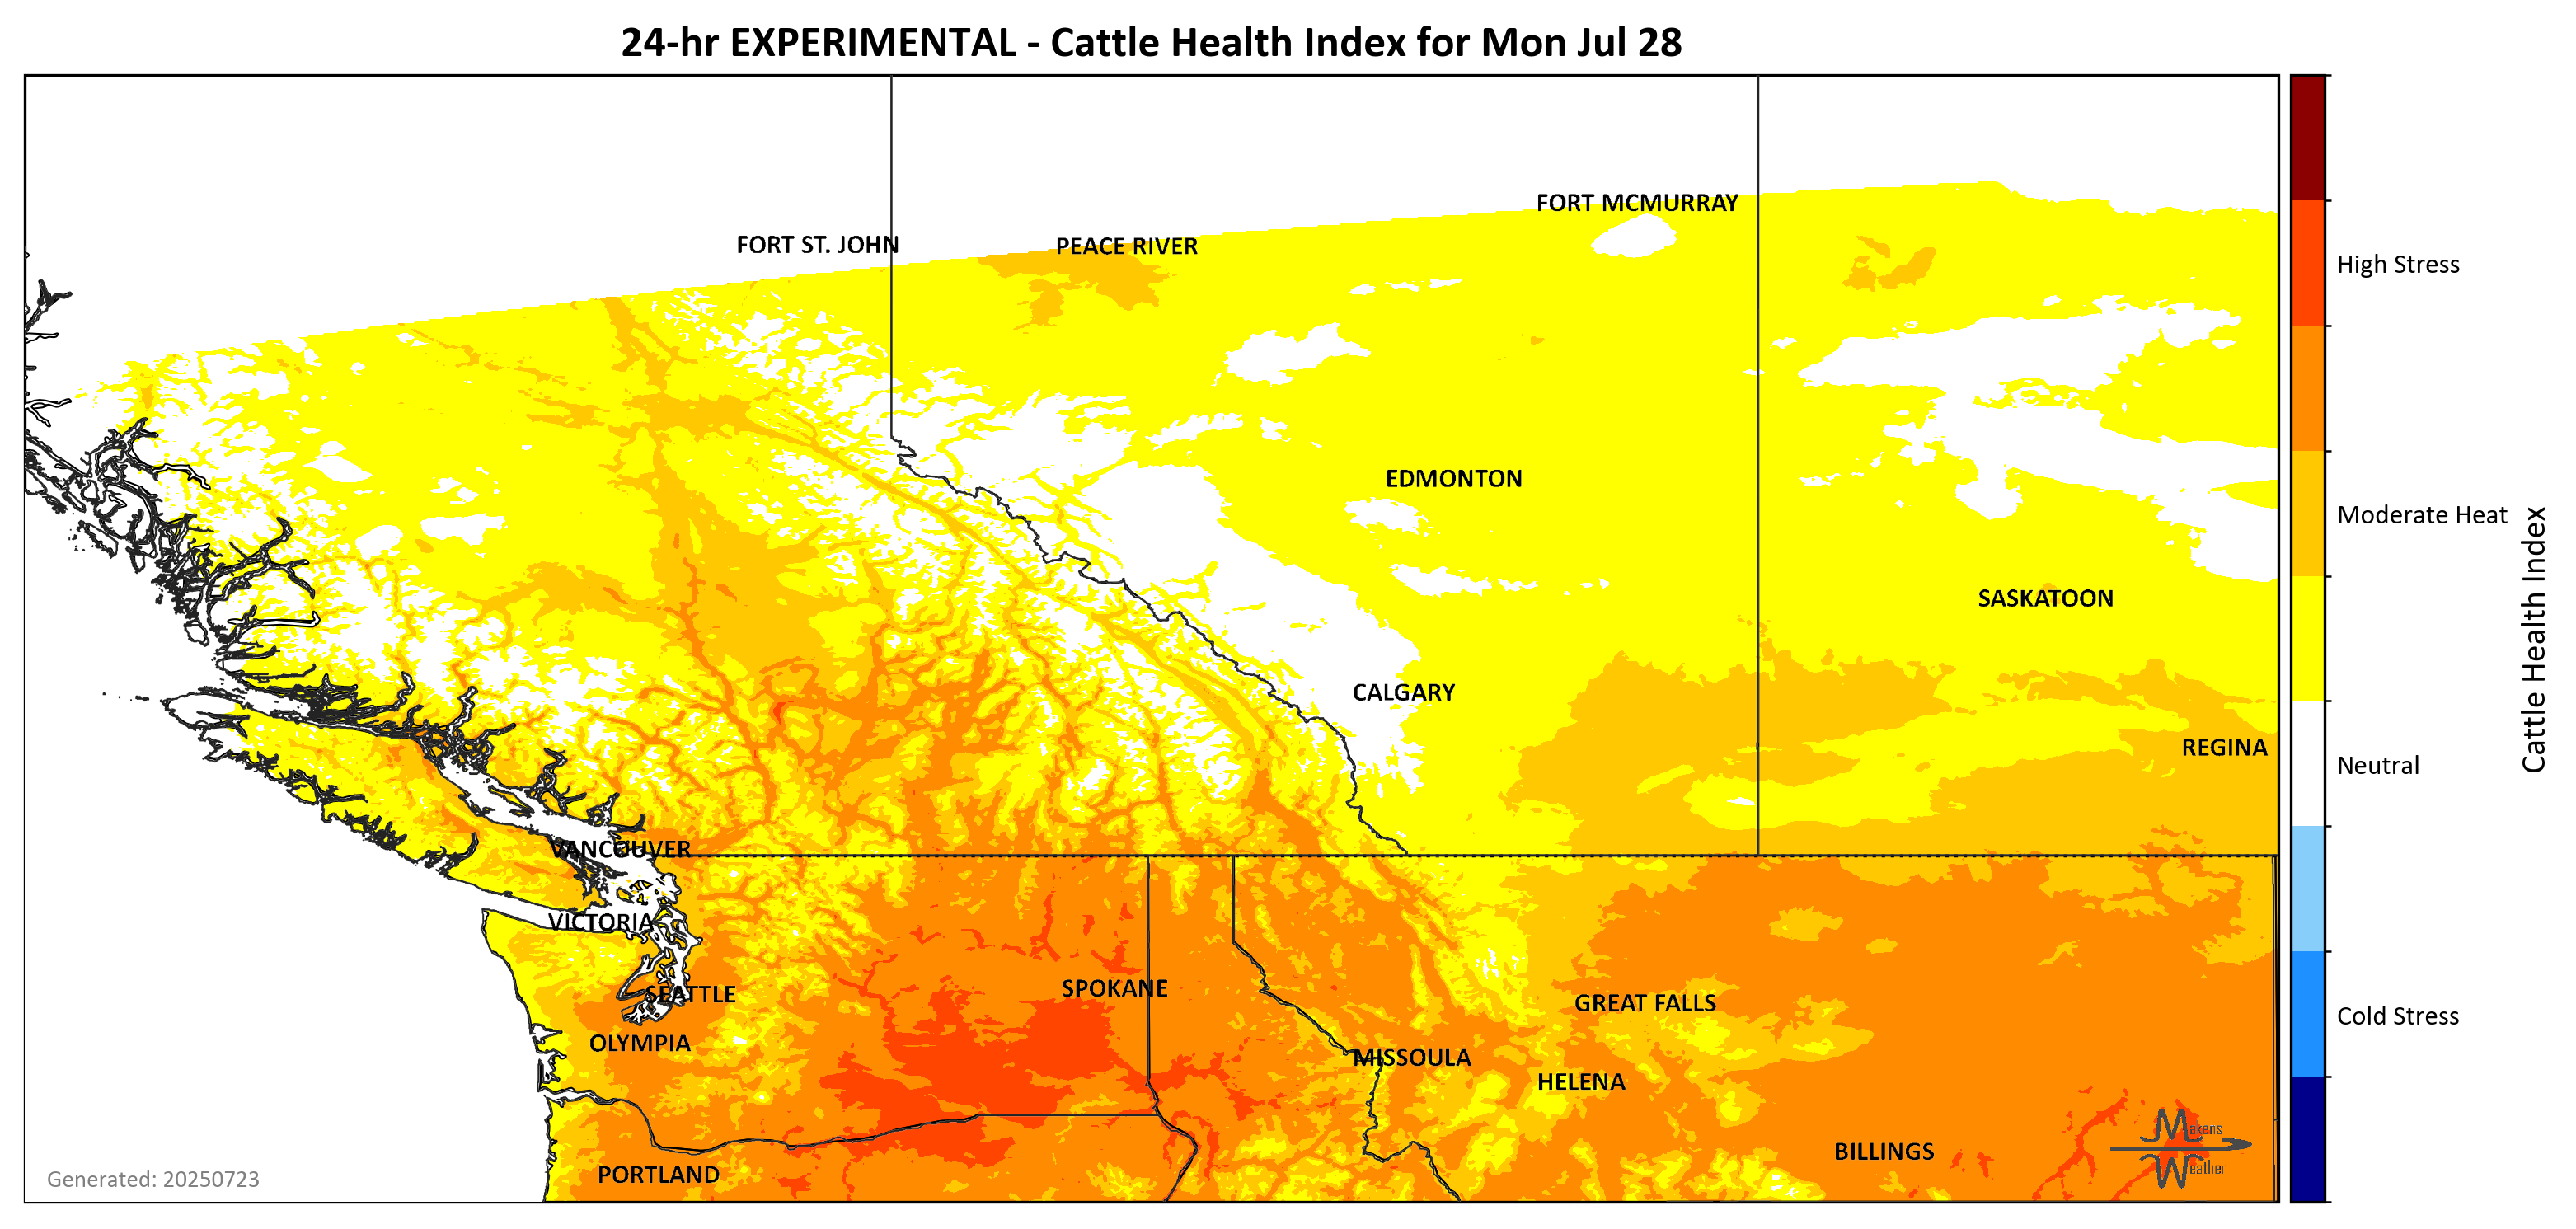 24-hr EXPERIMENTAL - Cattle Health Index for Mon Jul 28
FORT MCMURRAY
FORT ST. JOHN
PEACE RIVER
High Stress
EDMONTON
Moderate Heat
SASKATOON
CALGARY
REGINA
Neutral
Cattle Health Index
VANCOUVER
VICTORIA
SPOKANE
SEATTLE
GREAT FALLS
Cold Stress
OLYMPIA
MISSOULA
HELENA
Makens
Weather
BILLINGS
PORTLAND
Generated: 20250723